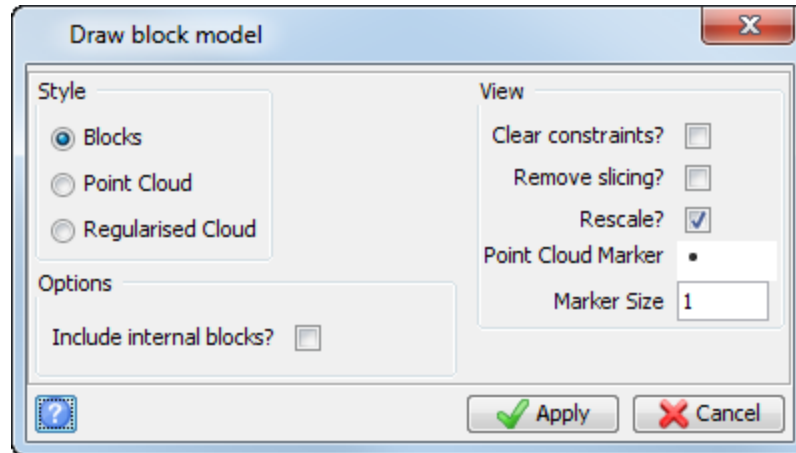 Draw block model
Style
Blocks
Point Cloud
Regularised Cloud
Options
Include internal blocks?
View
Clear constraints?
Remove slicing?
Rescale?
Point Cloud Marker
Marker Size 1
?
Apply
Cancel